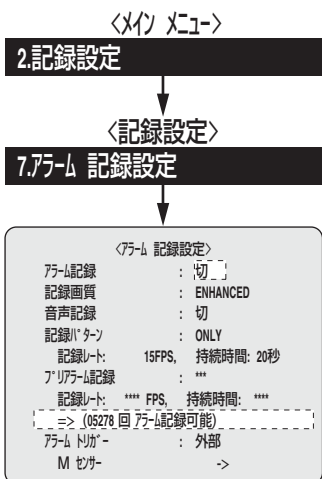 〈メイン メニュー〉
2.記録設定
〈記録設定〉
7.アラーム 記録設定
〈アラーム 記録設定〉
アラーム記録 : 切
記録画質 : ENHANCED
音声記録 : 切
記録パターン : ONLY
記録レート: 15FPS, 持続時間: 20秒
プリアラーム記録 : ***
記録レート: **** FPS, 持続時間: ****
=> (05278 回 アラーム記録可能)
アラーム トリガー : 外部
M センサー ->